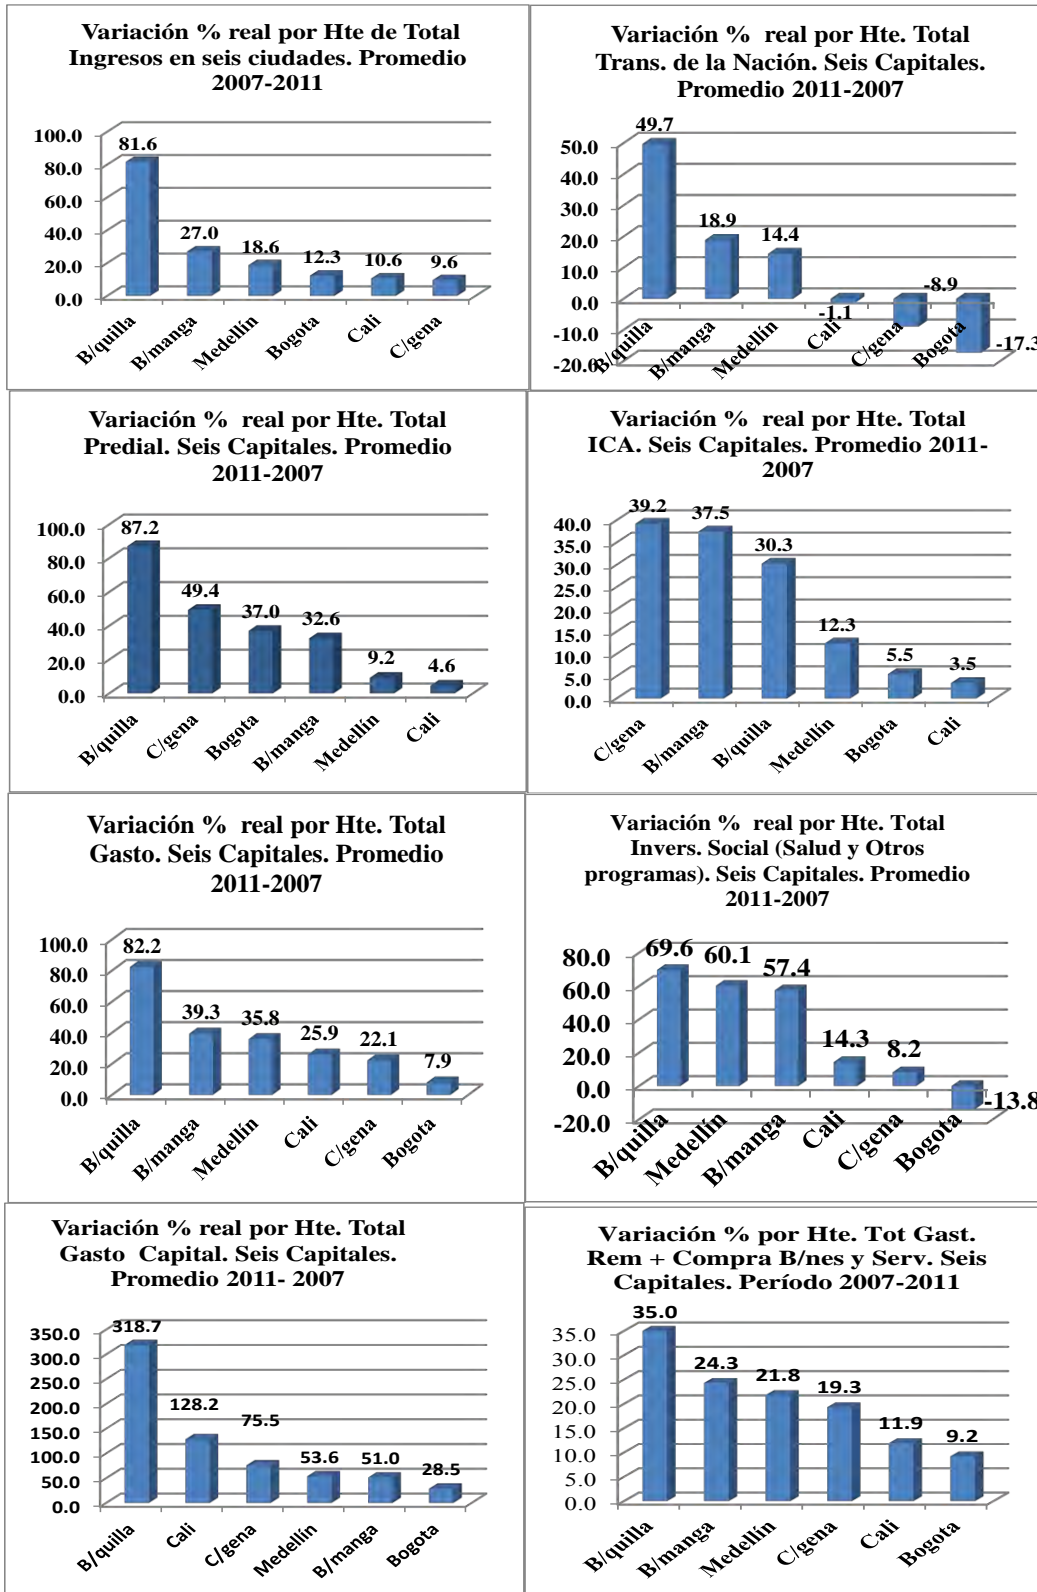 Variación % real por Hte de Total
Ingresos en seis ciudades. Promedio
2007-2011
100.0
80.0
60.0
40.0
20.0
0.0
81.6
27.0
18.6
12.3
10.6
9.6
B/quilla
B/manga
Medellín
Bogota
Cali
C/gena
Variación % real por Hte. Total
Trans. de la Nación. Seis Capitales.
Promedio 2011-2007
50.0
40.0
30.0
20.0
10.0
0.0
-10.0
-20.0
49.7
18.9
14.4
-1.1
-8.9
-17.3
B/quilla
B/manga
Medellín
Cali
C/gena
Bogota
Variación % real por Hte. Total
Predial. Seis Capitales. Promedio
2011-2007
100.0
80.0
60.0
40.0
20.0
0.0
87.2
49.4
37.0
32.6
9.2
4.6
B/quilla
C/gena
Bogota
B/manga
Medellín
Cali
Variación % real por Hte. Total
ICA. Seis Capitales. Promedio 2011-
2007
40.0
35.0
30.0
25.0
20.0
15.0
10.0
5.0
0.0
39.2
37.5
30.3
12.3
5.5
3.5
C/gena
B/manga
B/quilla
Medellín
Bogota
Cali
Variación % real por Hte. Total
Gasto. Seis Capitales. Promedio
2011-2007
100.0
80.0
60.0
40.0
20.0
0.0
82.2
39.3
35.8
25.9
22.1
7.9
B/quilla
B/manga
Medellín
Cali
C/gena
Bogota
Variación % real por Hte. Total
Invers. Social (Salud y Otros
programas). Seis Capitales. Promedio
2011-2007
80.0
60.0
40.0
20.0
0.0
-20.0
69.6
60.1
57.4
14.3
8.2
-13.8
B/quilla
Medellín
B/manga
Cali
C/gena
Bogota
Variación % real por Hte. Total
Gasto Capital. Seis Capitales.
Promedio 2011- 2007
350.0
300.0
250.0
200.0
150.0
100.0
50.0
0.0
318.7
128.2
75.5
53.6
51.0
28.5
B/quilla
Cali
C/gena
Medellín
B/manga
Bogota
Variación % por Hte. Tot Gast.
Rem + Compra B/nes y Serv. Seis
Capitales. Período 2007-2011
35.0
30.0
25.0
20.0
15.0
10.0
5.0
0.0
35.0
24.3
21.8
19.3
11.9
9.2
B/quilla
B/manga
Medellín
C/gena
Cali
Bogota